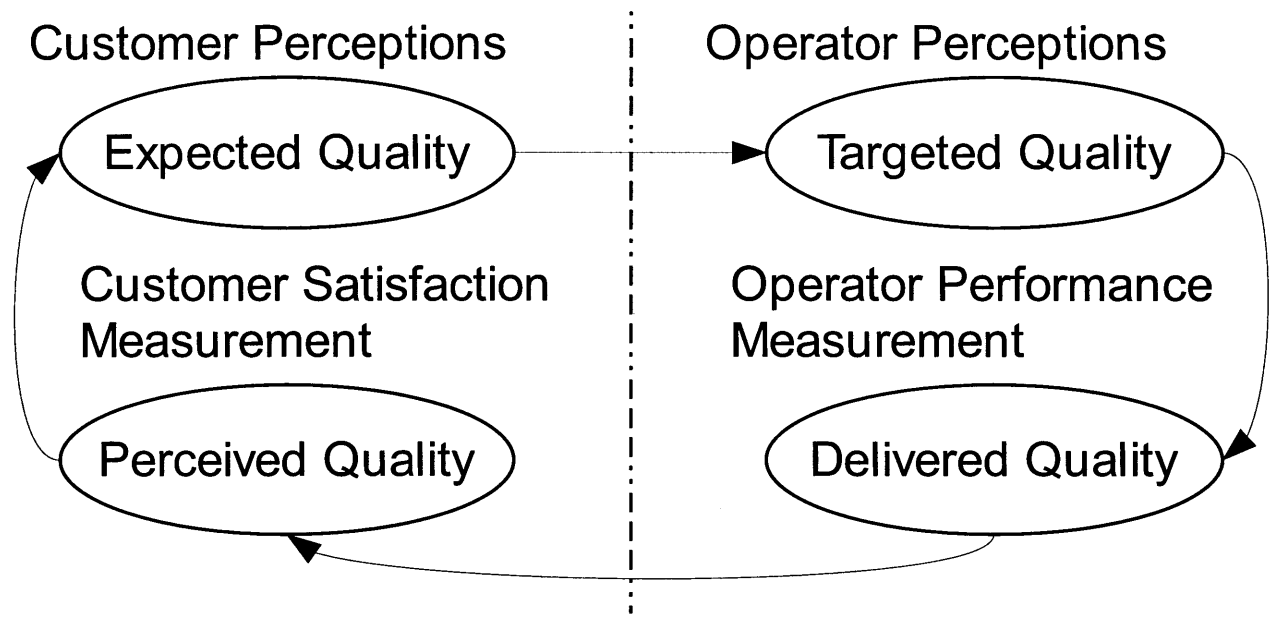 Customer Perceptions
Operator Perceptions
Expected Quality
Targeted Quality
Customer Satisfaction
Measurement
Operator Performance
Measurement
Perceived Quality
Delivered Quality